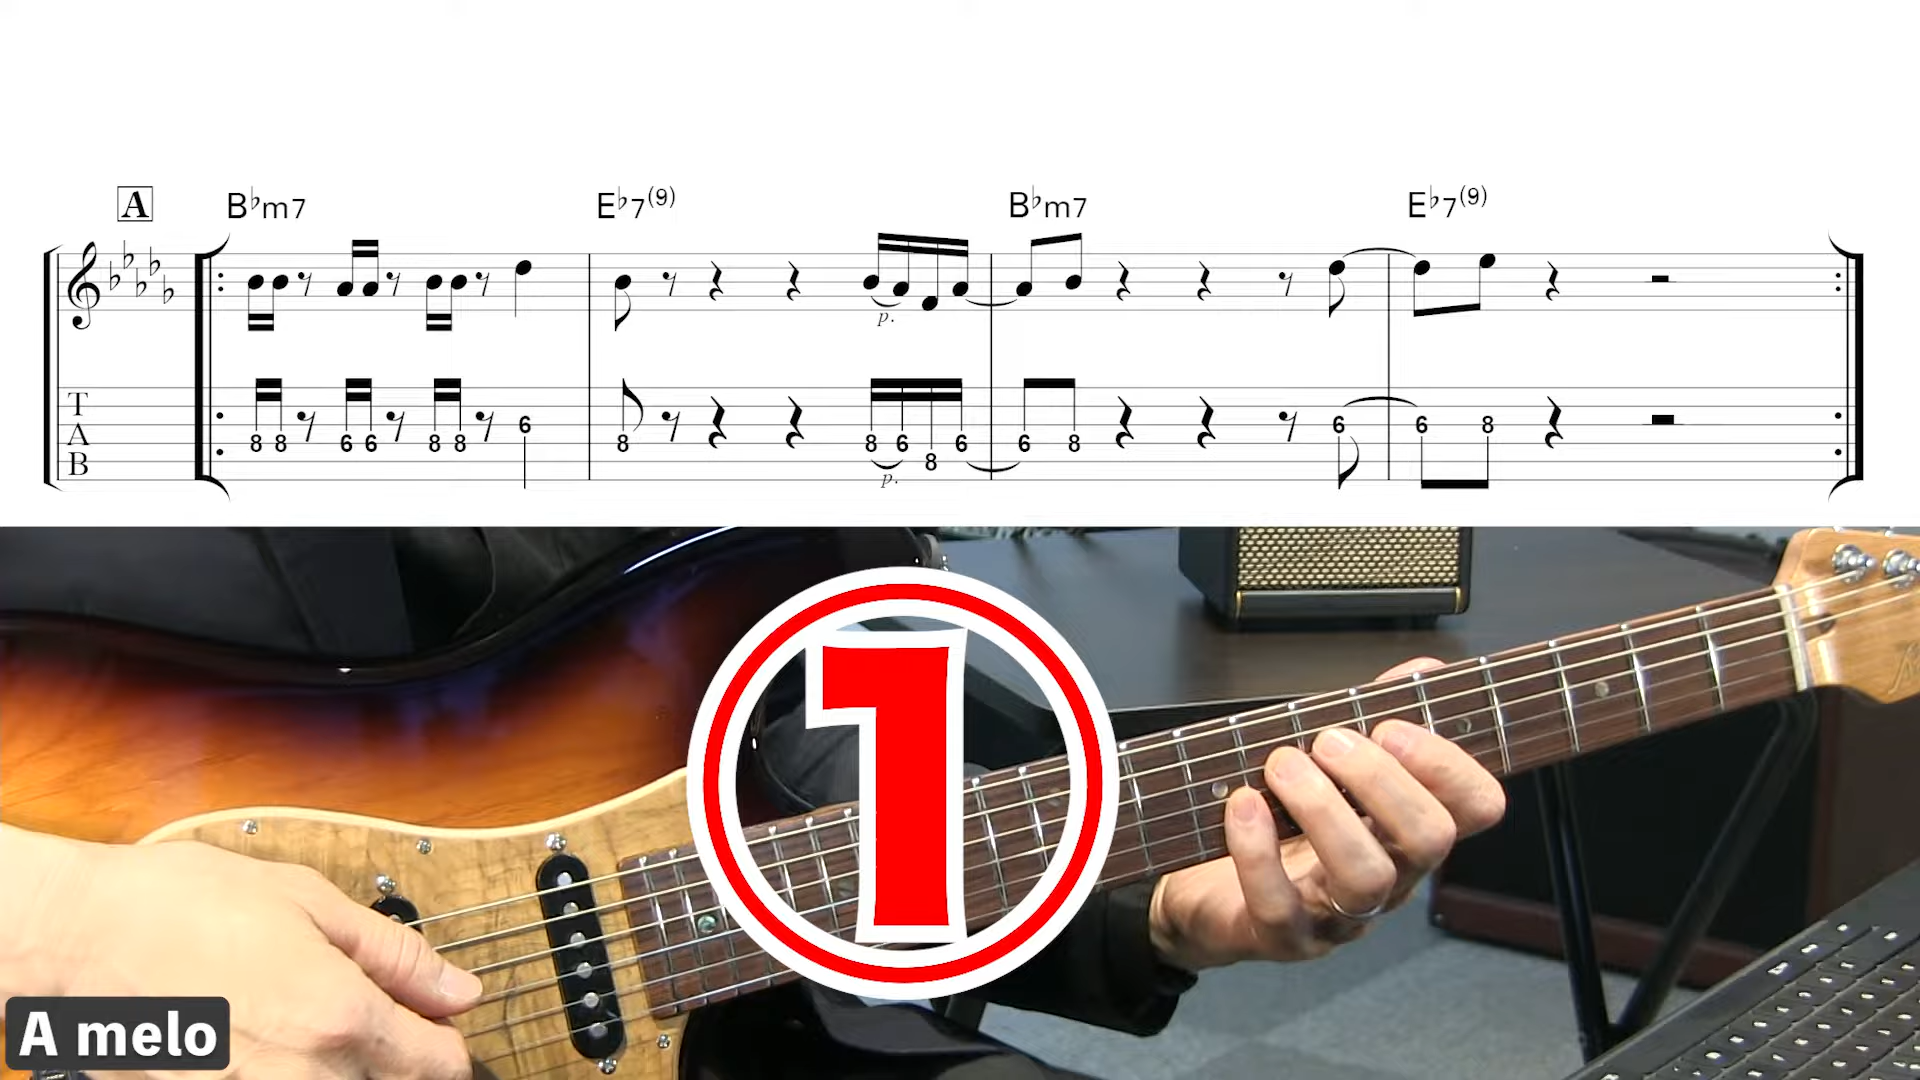 A B♭m7 E♭7(9) B♭m7 E♭7(9)
p.
T
A
B
8 8 6 6 8 8 6 8 8 6 8 6 6 8 6 6 8
p.
1
A melo